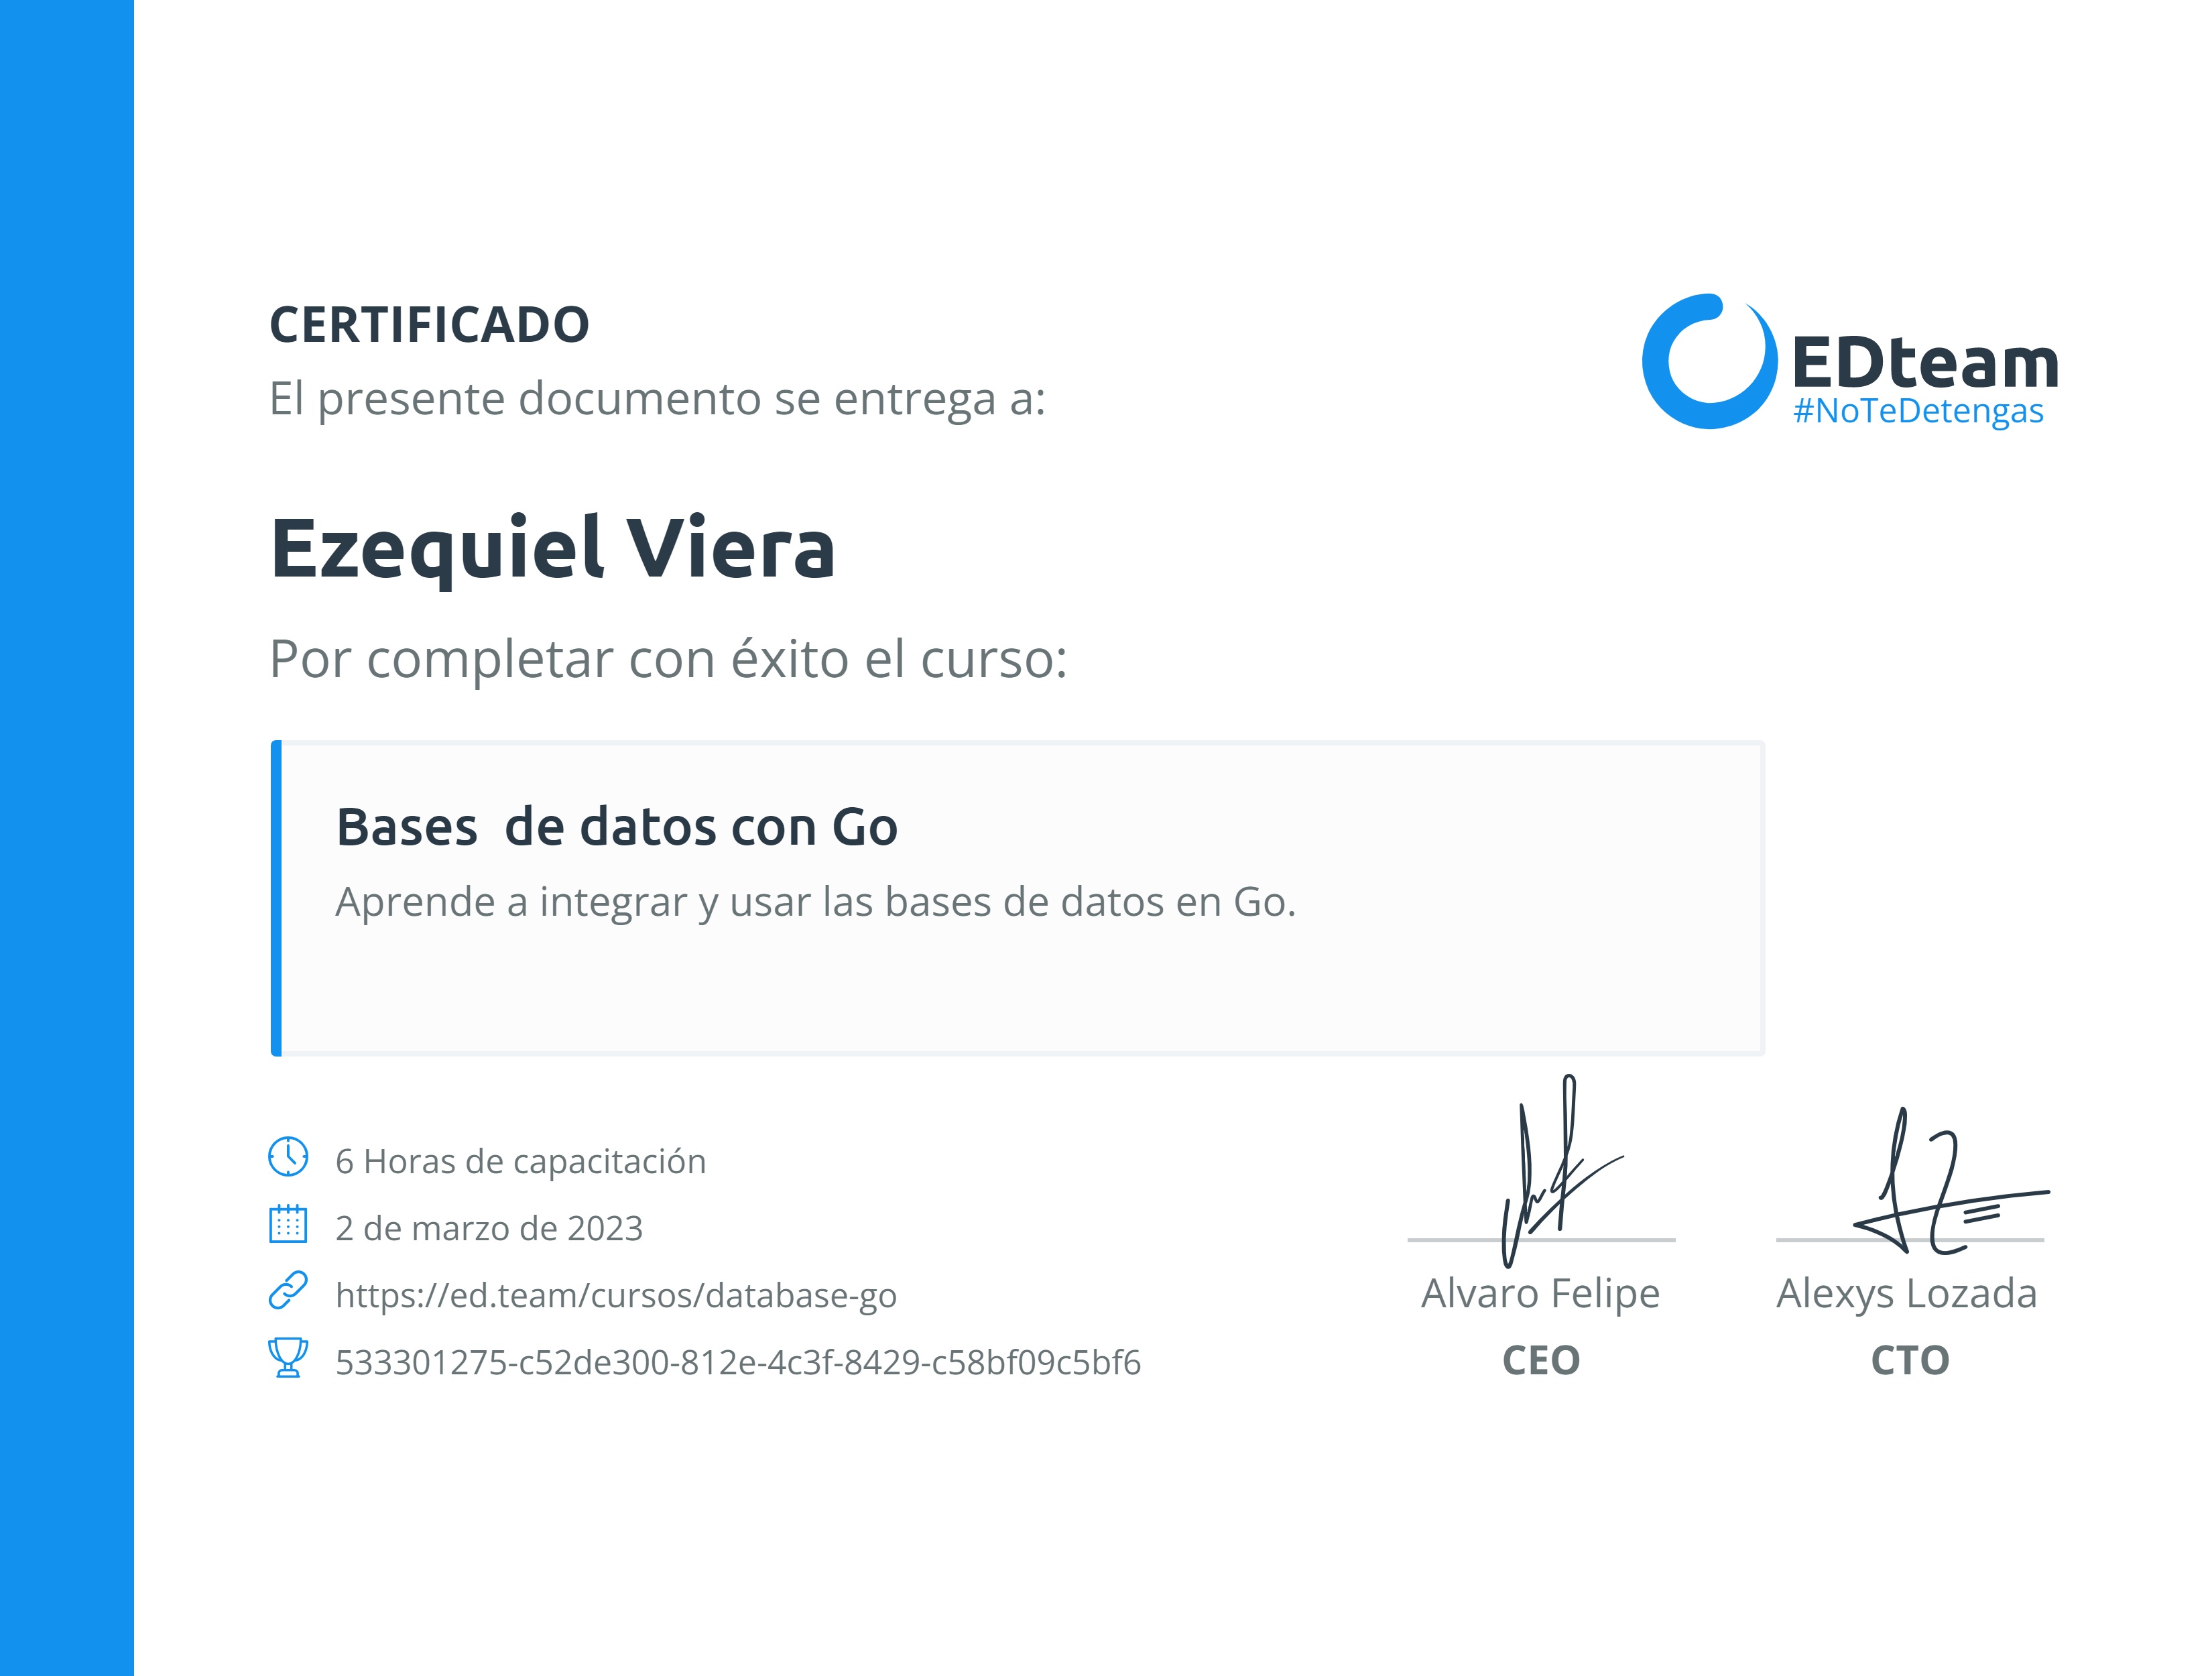 CERTIFICADO
El presente documento se entrega a:
EDteam
#NoTeDetengas
Ezequiel Viera
Por completar con éxito el curso:
Bases  de datos con Go
Aprende a integrar y usar las bases de datos en Go.
6 Horas de capacitación
2 de marzo de 2023
https://ed.team/cursos/database-go
533301275-c52de300-812e-4c3f-8429-c58bf09c5bf6
Alvaro Felipe
CEO
Alexys Lozada
CTO